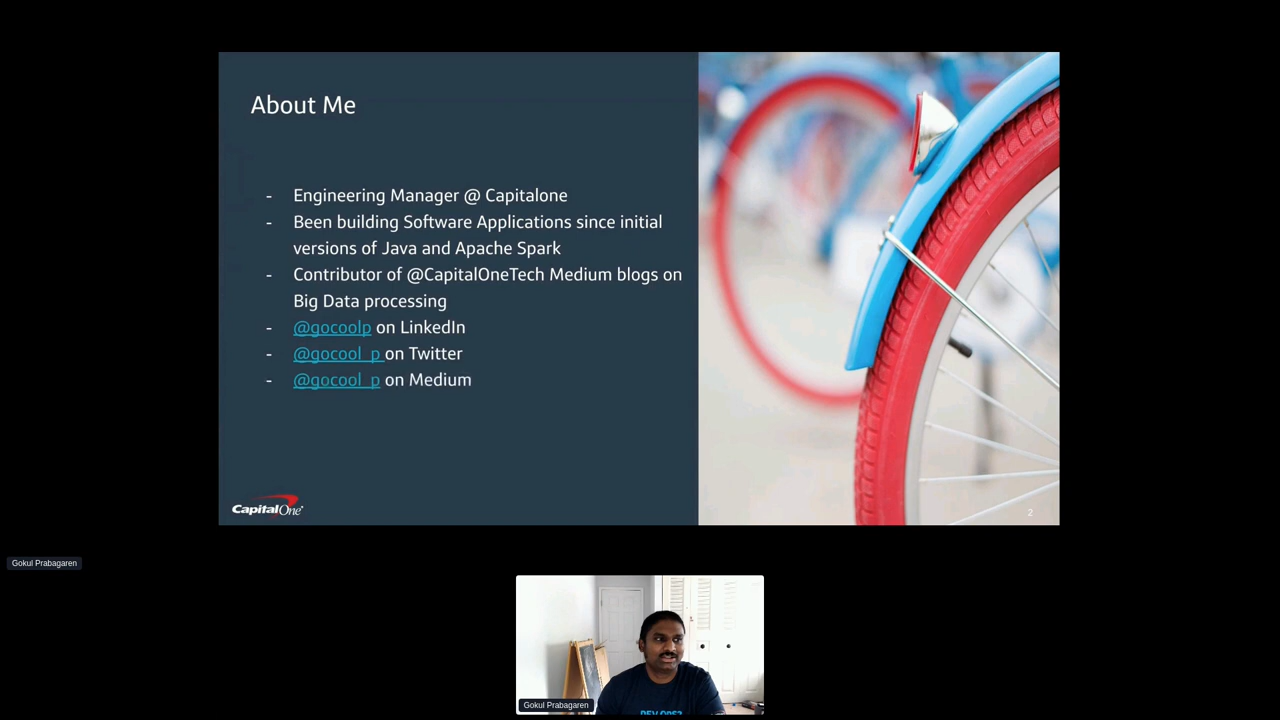 About Me
- Engineering Manager @ Capitalone
- Been building Software Applications since initial
versions of Java and Apache Spark
- Contributor of @CapitalOneTech Medium blogs on
Big Data processing
- @gocoolp on LinkedIn
- @gocool_p on Twitter
- @gocool_p on Medium
CapitalOne
2
Gokul Prabagaren
Gokul Prabagaren